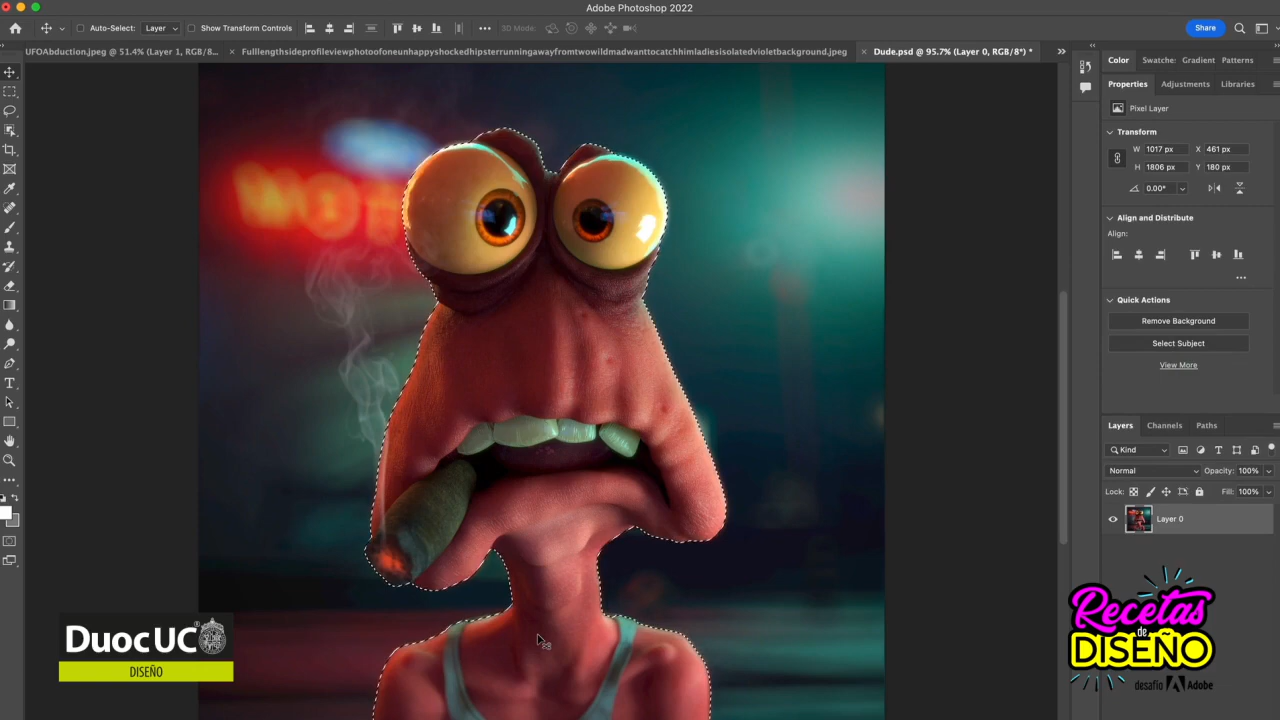 Adobe Photoshop 2022
Auto-Select: Layer Show Transform Controls ••• 3D Mode: Share
UFOAbduction.jpeg @ 51.4% (Layer 1, RGB/8... × Fulllengthsideprofileviewphotoofoneunhappyshockedhipsterrunningawayfromtwowildmadwanttocatchhimladiesisolatedvioletbackground.jpeg × Dude.psd @ 95.7% (Layer 0, RGB/8*) * >>
Color Swatche: Gradient Patterns
Properties Adjustments Libraries
Pixel Layer
Transform
W 1017 px X 461 px
H 1806 px Y 180 px
0.00°
Align and Distribute
Align:
•••
Quick Actions
Remove Background
Select Subject
View More
Layers Channels Paths
Kind
Normal Opacity: 100%
Lock: Fill: 100%
Layer 0
DuocUC
DISEÑO
Recetas
de
DISEÑO
desafío Adobe